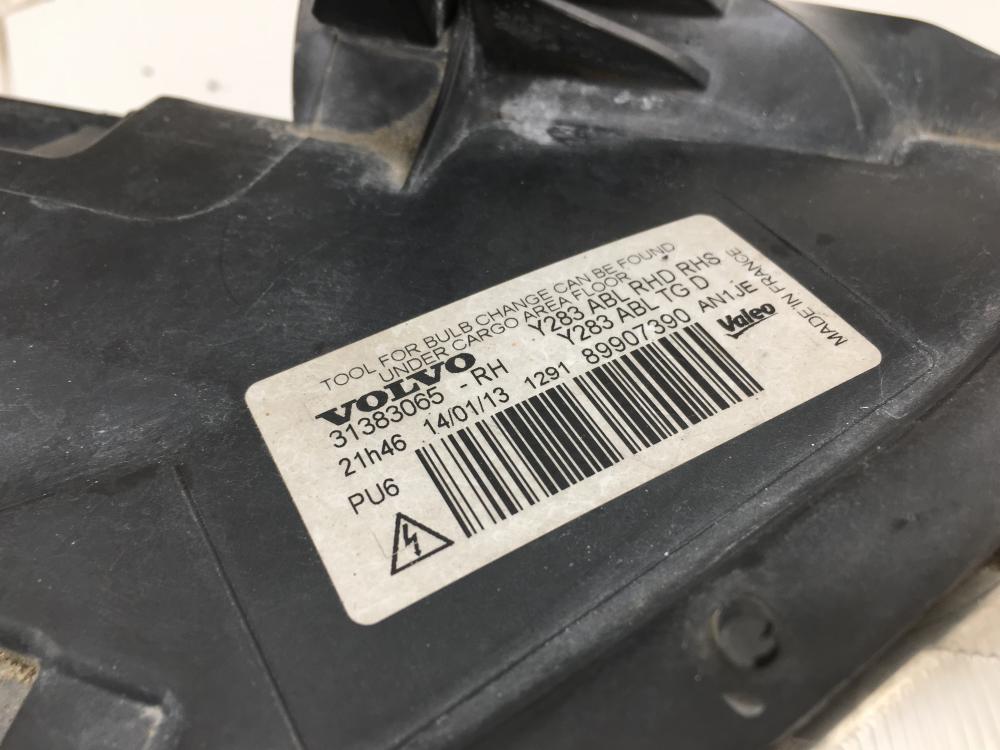 TOOL FOR BULB CHANGE CAN BE FOUND
UNDER CARGO AREA FLOOR
VOLVO
Y283 ABL RHD RHS
31383065 -RH
Y283 ABL TG D
21h46 14/01/13 1291 89907390 AN1JE
PU6
Valeo
MADE IN FRANCE